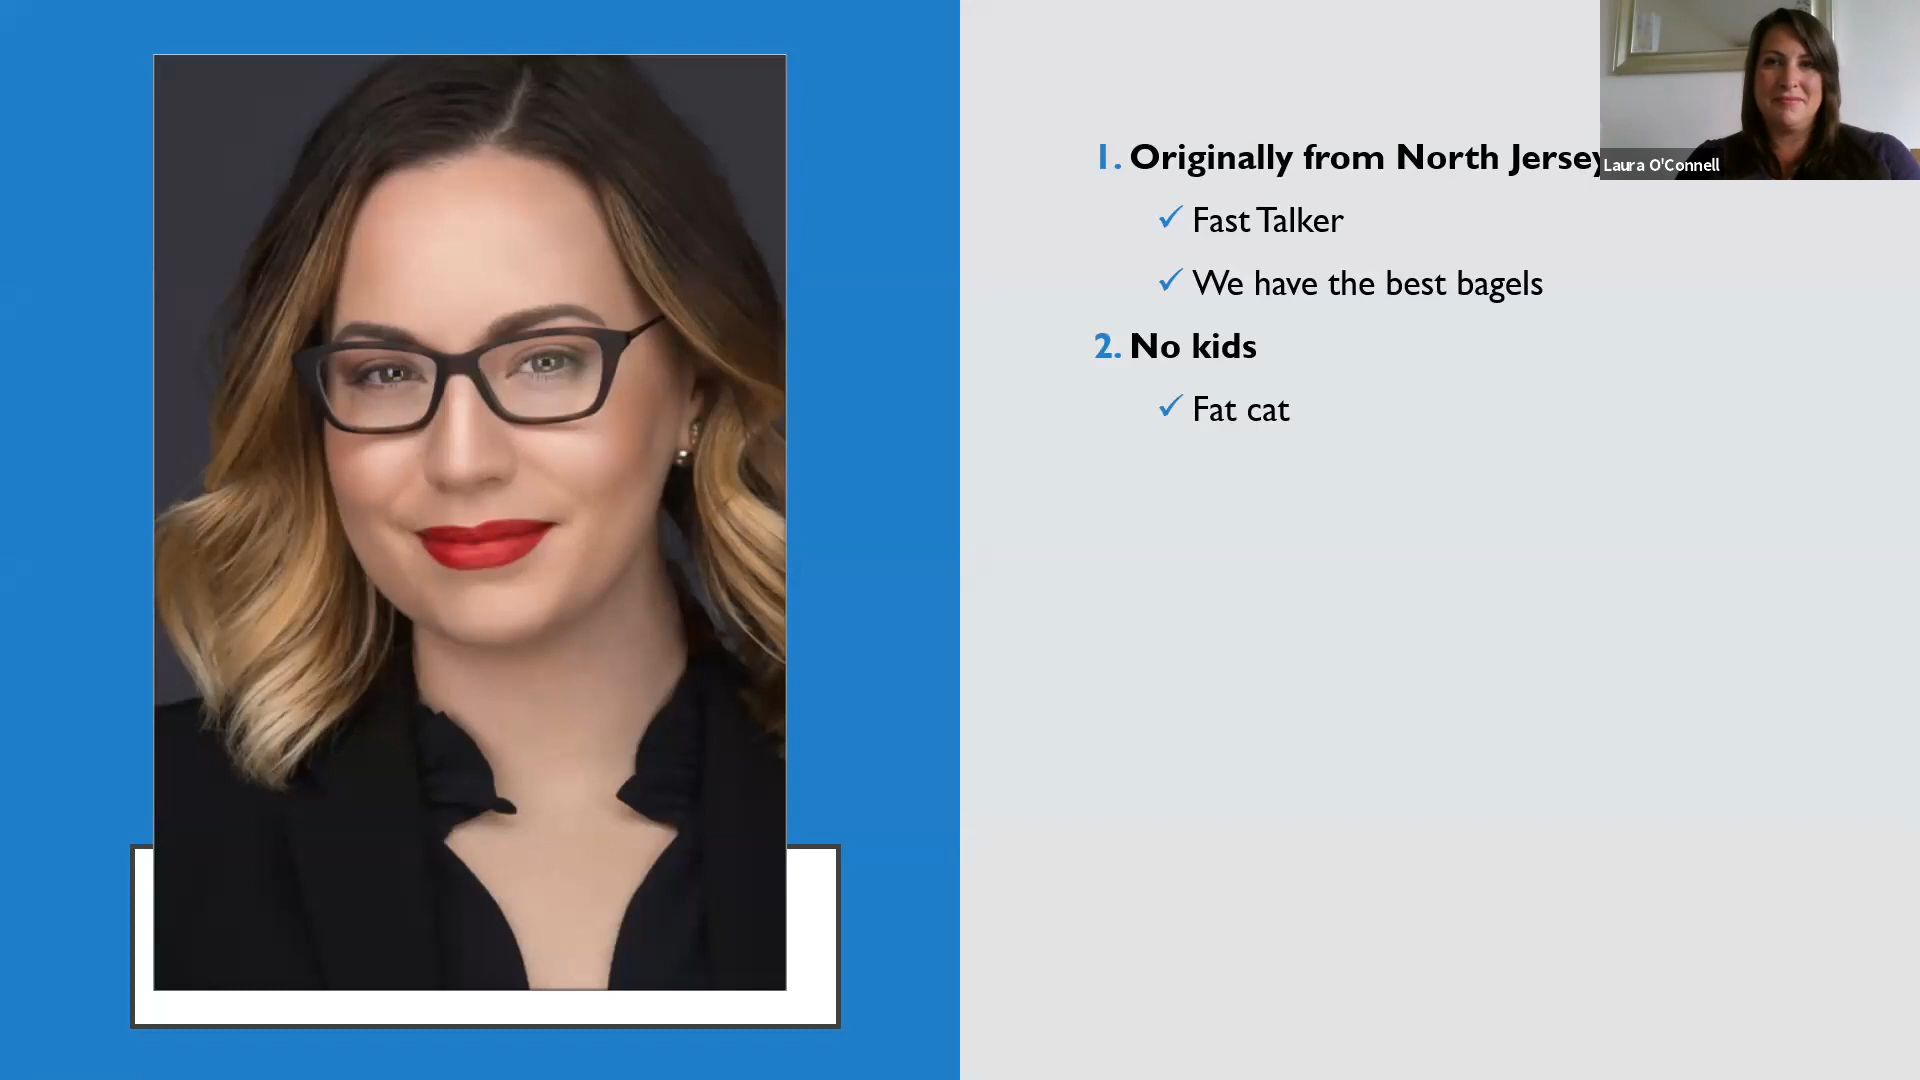 1. Originally from North Jersey
✓ Fast Talker
✓ We have the best bagels
2. No kids
✓ Fat cat
Laura O'Connell